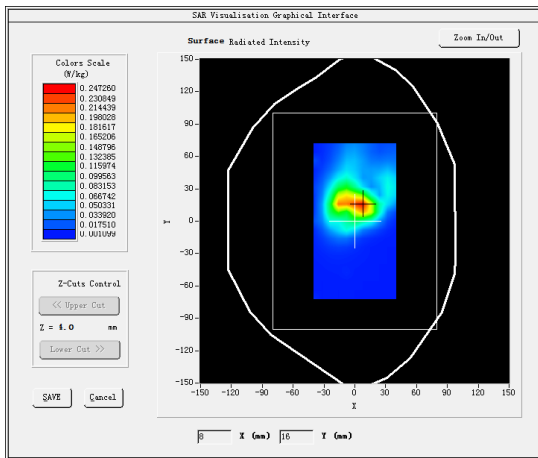 SAR Visualisation Graphical Interface
Surface Radiated Intensity
Zoom In/Out
Colors Scale
(W/kg)
0.247260
0.230849
0.214439
0.198028
0.181617
0.165206
0.148796
0.132385
0.115974
0.099563
0.083153
0.066742
0.050331
0.033920
0.017510
0.001099
150
120
90
60
30
0
-30
-60
-90
-120
-150
Y
-150 -120 -90 -60 -30 0 30 60 90 120 150
X
Z-Cuts Control
<< Upper Cut
Z = 4.0 mm
Lower Cut >>
SAVE Cancel
8 X (mm) 16 Y (mm)